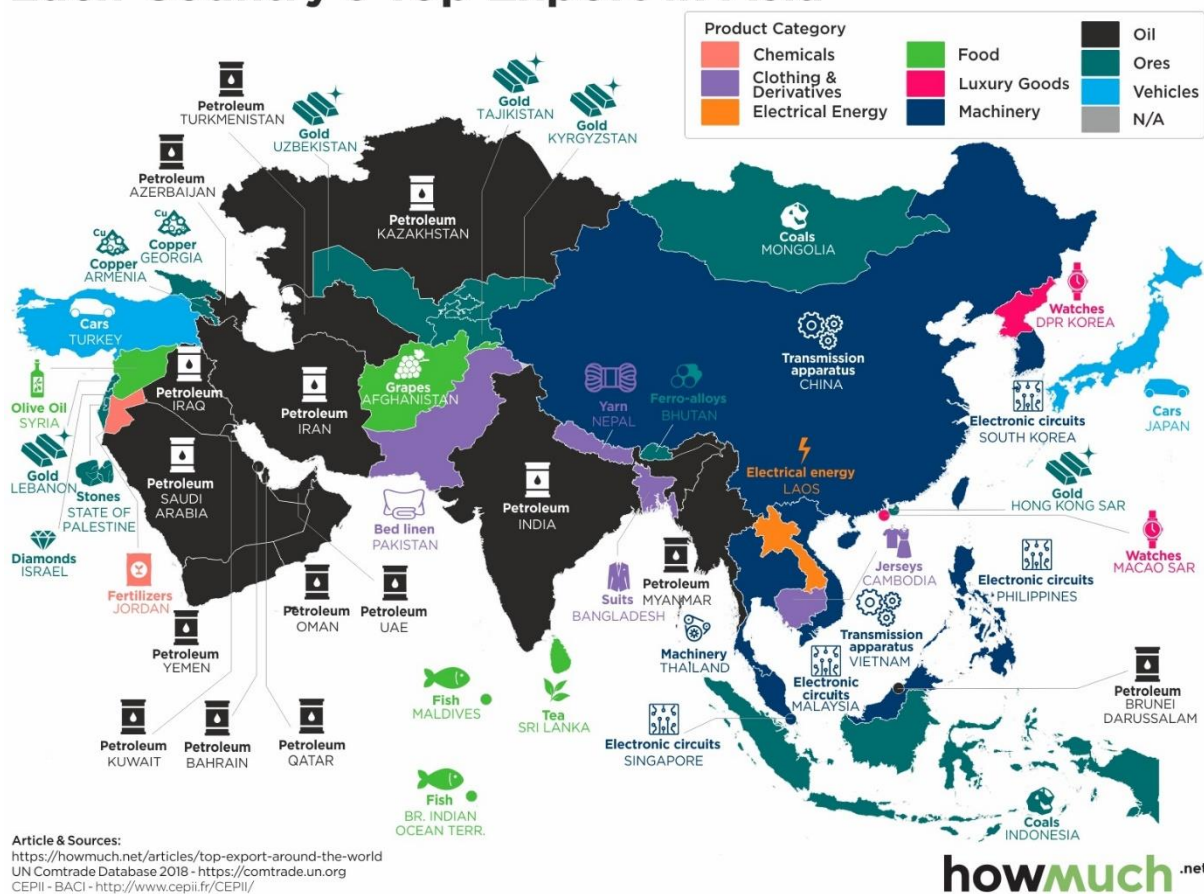 Product Category
Chemicals
Clothing &
Derivatives
Electrical Energy
Food
Luxury Goods
Machinery
Oil
Ores
Vehicles
N/A
Petroleum
TURKMENISTAN
Gold
UZBEKISTAN
Gold
TAJIKISTAN
Gold
KYRGYZSTAN
Petroleum
AZERBAIJAN
Petroleum
KAZAKHSTAN
Coals
MONGOLIA
Cu
Copper
GEORGIA
Cu
Copper
ARMENIA
Cars
TURKEY
Watches
DPR KOREA
Transmission
apparatus
CHINA
Grapes
AFGHANISTAN
Petroleum
IRAQ
Petroleum
IRAN
Yarn
NEPAL
Ferro-alloys
BHUTAN
Olive Oil
SYRIA
Electronic circuits
SOUTH KOREA
Cars
JAPAN
Gold
LEBANON
Stones
STATE OF
PALESTINE
Petroleum
SAUDI
ARABIA
Electrical energy
LAOS
Gold
HONG KONG SAR
Bed linen
PAKISTAN
Petroleum
INDIA
Diamonds
ISRAEL
Watches
MACAO SAR
Fertilizers
JORDAN
Petroleum
OMAN
Petroleum
UAE
Suits
BANGLADESH
Petroleum
MYANMAR
Jerseys
CAMBODIA
Electronic circuits
PHILIPPINES
Petroleum
YEMEN
Machinery
THAILAND
Transmission
apparatus
VIETNAM
Electronic
circuits
MALAYSIA
Petroleum
BRUNEI
DARUSSALAM
Fish
MALDIVES
Tea
SRI LANKA
Petroleum
KUWAIT
Petroleum
BAHRAIN
Petroleum
QATAR
Electronic circuits
SINGAPORE
Fish
BR. INDIAN
OCEAN TERR.
Coals
INDONESIA
Article & Sources:
https://howmuch.net/articles/top-export-around-the-world
UN Comtrade Database 2018 - https://comtrade.un.org
CEPII - BACI - http://www.cepii.fr/CEPII/
howmuch.net